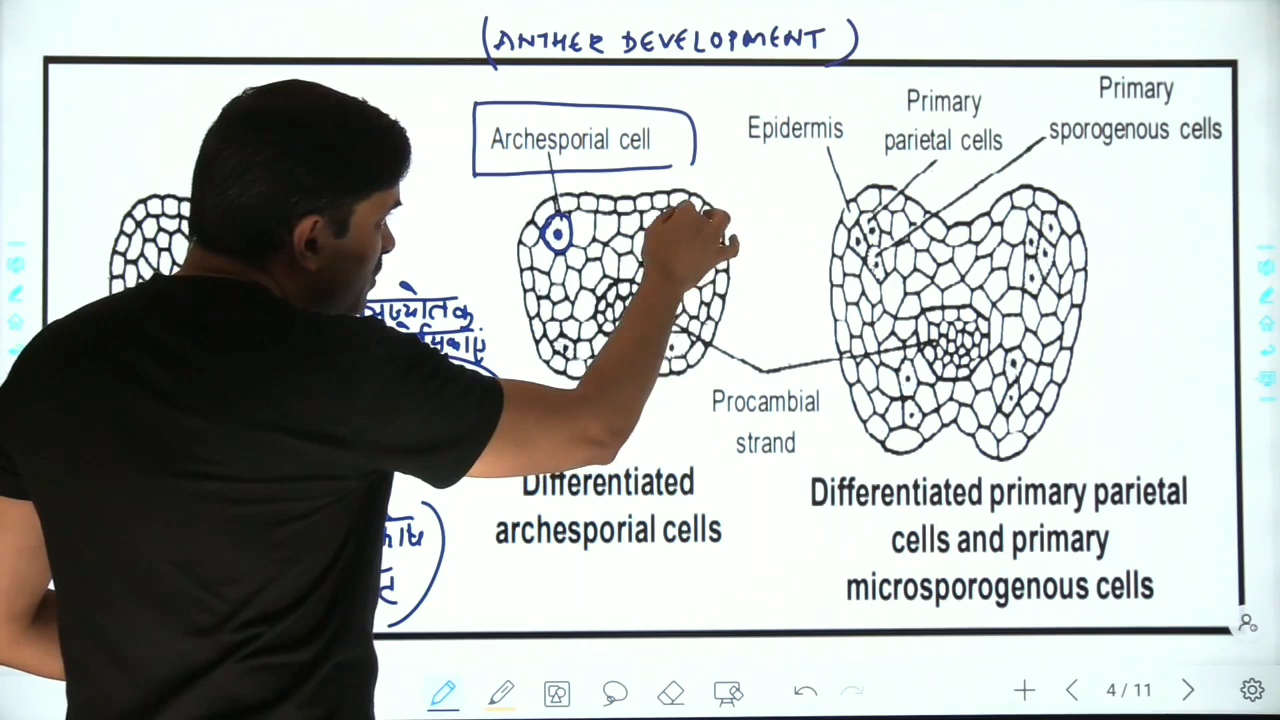 (ANTHER DEVELOPMENT)
Archesporial cell
Epidermis
Primary
parietal cells
Primary
sporogenous cells
Procambial
strand
Differentiated
archesporial cells
Differentiated primary parietal
cells and primary
microsporogenous cells
4 / 11